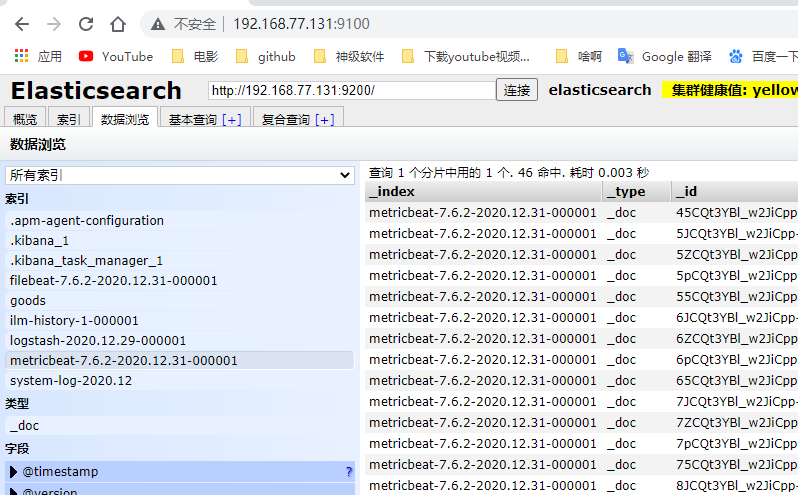 不安全 | 192.168.77.131:9100
应用 YouTube 电影 github 神级软件 下载youtube视频... 啥啊 Google 翻译 百度一下
Elasticsearch http://192.168.77.131:9200/ 连接 elasticsearch 集群健康值: yellow
概览 索引 数据浏览 基本查询 [+] 复合查询 [+]
数据浏览
所有索引
索引
.apm-agent-configuration
.kibana_1
.kibana_task_manager_1
filebeat-7.6.2-2020.12.31-000001
goods
ilm-history-1-000001
logstash-2020.12.29-000001
metricbeat-7.6.2-2020.12.31-000001
system-log-2020.12
类型
_doc
字段
@timestamp ?
@version
查询 1 个分片中用的 1 个. 46 命中. 耗时 0.003 秒
_index _type _id
metricbeat-7.6.2-2020.12.31-000001 _doc 45CQt3YBl_w2JiCpp
metricbeat-7.6.2-2020.12.31-000001 _doc 5JCQt3YBl_w2JiCpp-
metricbeat-7.6.2-2020.12.31-000001 _doc 5ZCQt3YBl_w2JiCpp
metricbeat-7.6.2-2020.12.31-000001 _doc 5pCQt3YBl_w2JiCpp
metricbeat-7.6.2-2020.12.31-000001 _doc 55CQt3YBl_w2JiCpp
metricbeat-7.6.2-2020.12.31-000001 _doc 6JCQt3YBl_w2JiCpp-
metricbeat-7.6.2-2020.12.31-000001 _doc 6ZCQt3YBl_w2JiCpp
metricbeat-7.6.2-2020.12.31-000001 _doc 6pCQt3YBl_w2JiCpp
metricbeat-7.6.2-2020.12.31-000001 _doc 65CQt3YBl_w2JiCpp
metricbeat-7.6.2-2020.12.31-000001 _doc 7JCQt3YBl_w2JiCpp-
metricbeat-7.6.2-2020.12.31-000001 _doc 7ZCQt3YBl_w2JiCpp
metricbeat-7.6.2-2020.12.31-000001 _doc 7pCQt3YBl_w2JiCpp
metricbeat-7.6.2-2020.12.31-000001 _doc 75CQt3YBl_w2JiCpp
metricbeat-7.6.2-2020.12.31-000001 _doc 8JCQt3YBl_w2JiCpp-